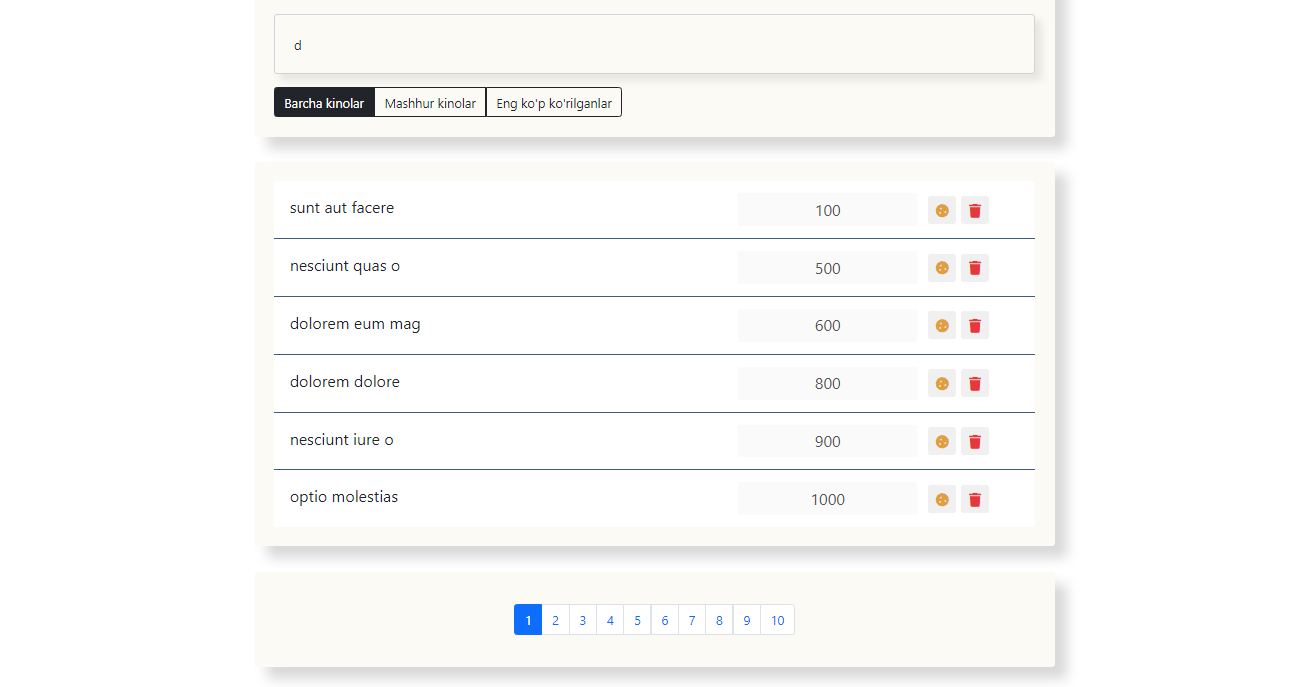 d
Barcha kinolar Mashhur kinolar Eng ko'p ko'rilganlar
sunt aut facere 100
nesciunt quas o 500
dolorem eum mag 600
dolorem dolore 800
nesciunt iure o 900
optio molestias 1000
1 2 3 4 5 6 7 8 9 10